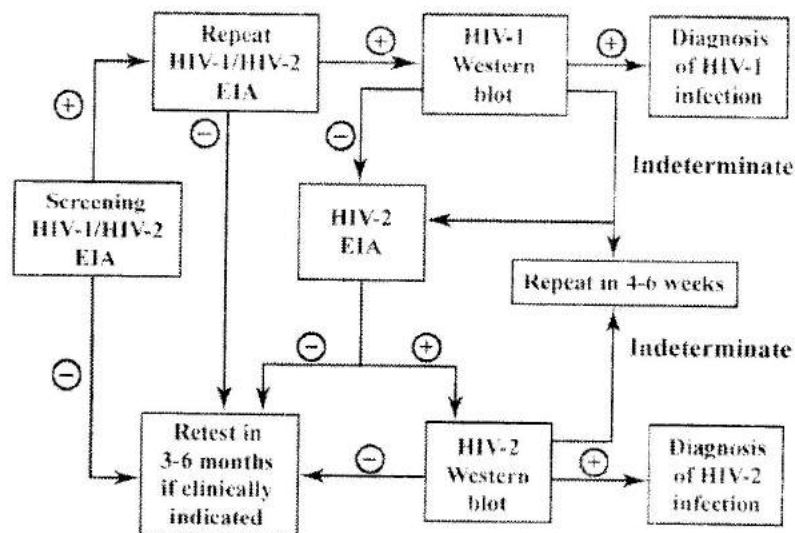 Repeat
HIV-1/HIV-2
EIA
+
HIV-1
Western
blot
+
Diagnosis
of HIV-1
infection
+
−
−
Indeterminate
Screening
HIV-1/HIV-2
EIA
HIV-2
EIA
Repeat in 4-6 weeks
−
−
+
Indeterminate
Retest in
3-6 months
if clinically
indicated
−
HIV-2
Western
blot
+
Diagnosis
of HIV-2
infection